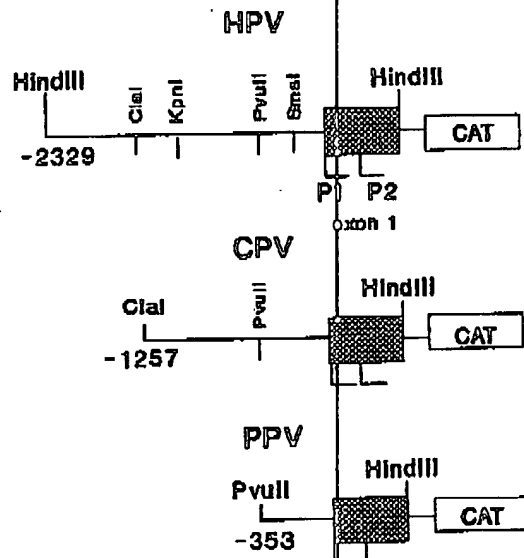 HPV
HindIII
ClaI
KpnI
PvuII
SmaI
HindIII
CAT
-2329
P1 P2
xon 1
CPV
HindIII
ClaI
PvuII
CAT
-1257
PPV
HindIII
PvuII
CAT
-353